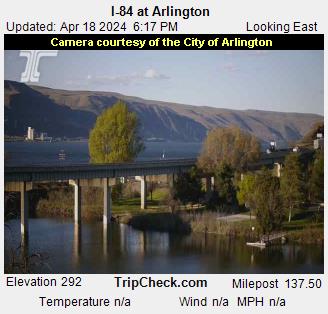 I-84 at Arlington
Updated: Apr 18 2024 6:17 PM Looking East
Camera courtesy of the City of Arlington
Elevation 292 TripCheck.com Milepost 137.50
Temperature n/a Wind n/a MPH n/a